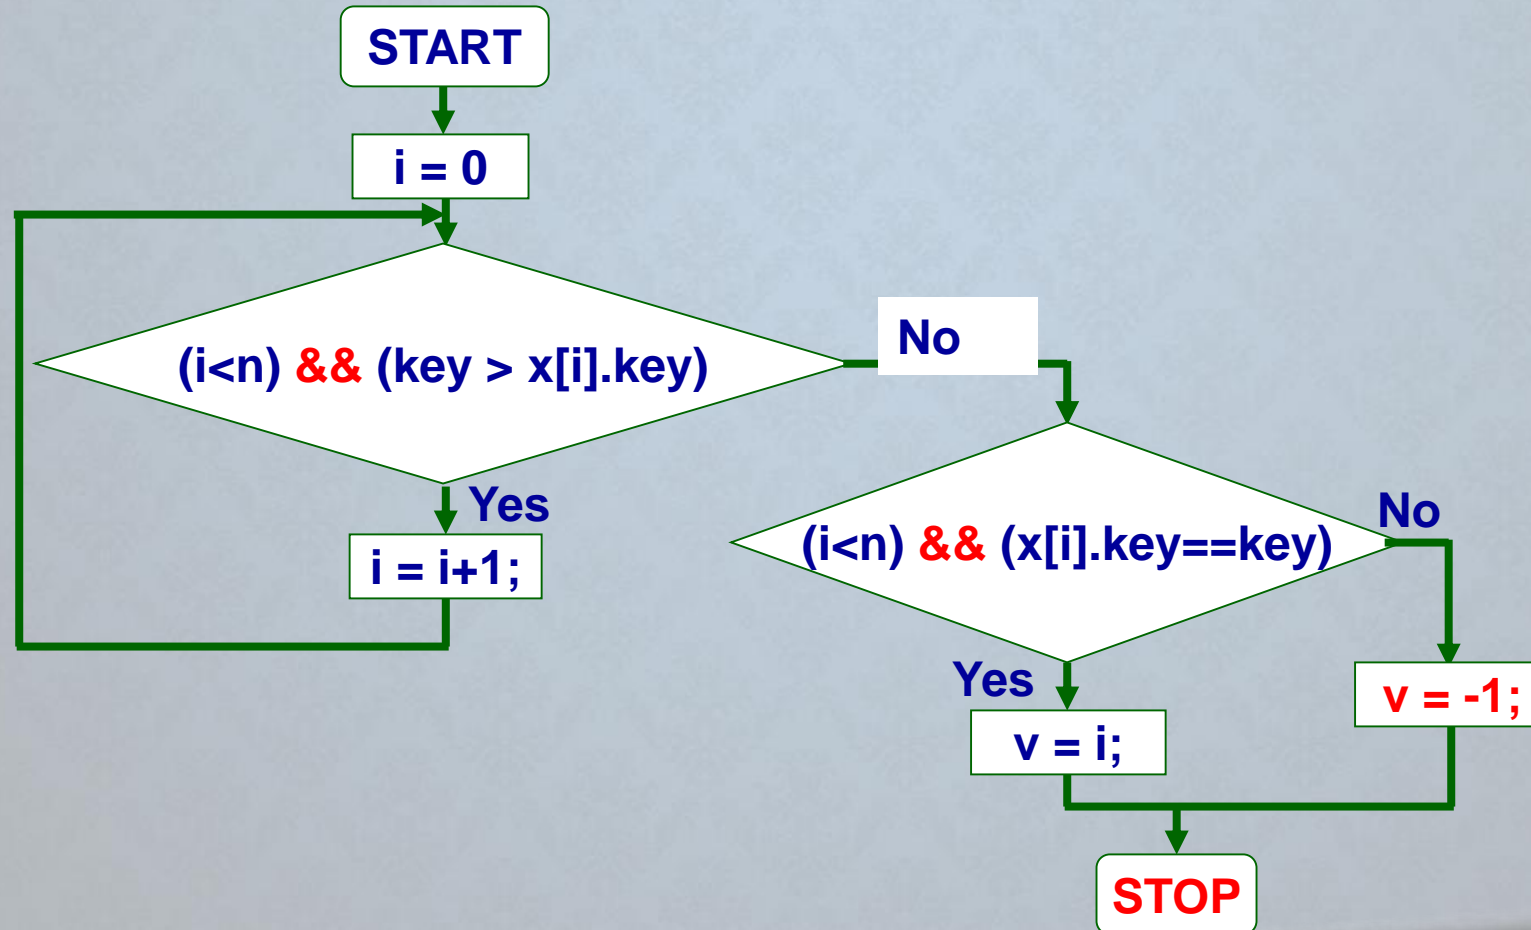 START
i = 0
(i<n) && (key > x[i].key)
No
Yes
i = i+1;
(i<n) && (x[i].key==key)
No
Yes
v = i;
v = -1;
STOP